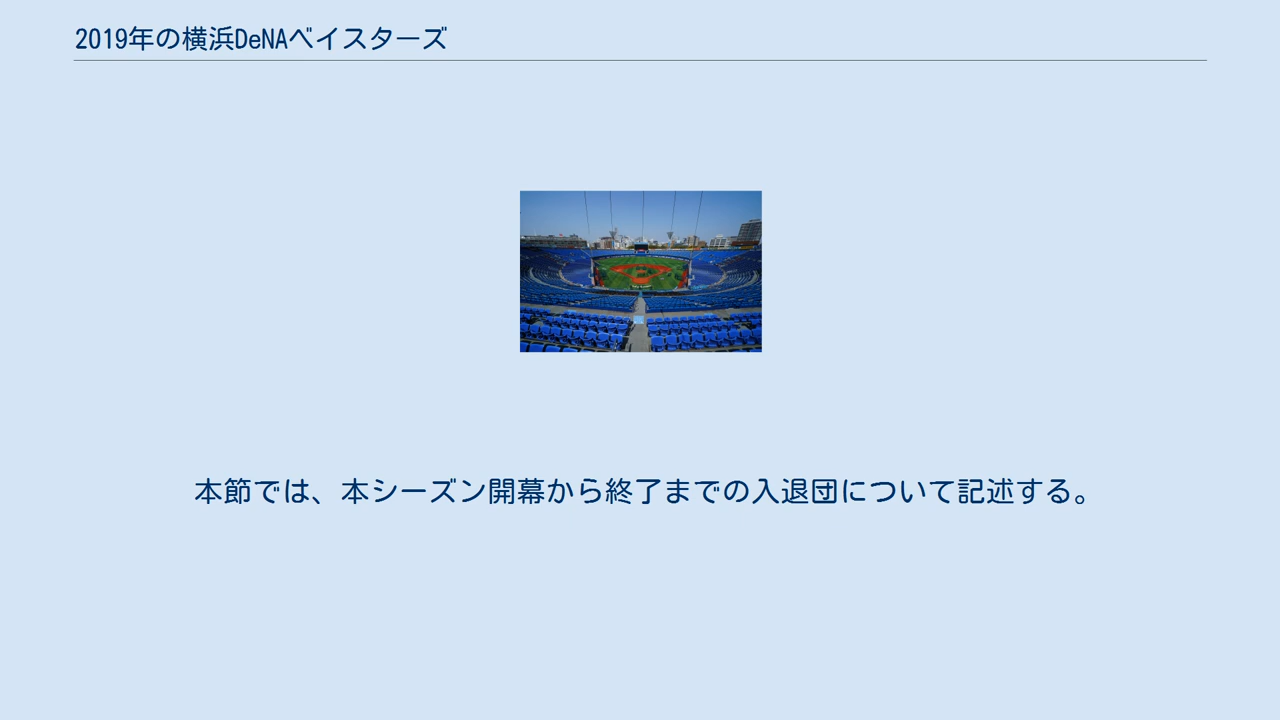 2019年の横浜DeNAベイスターズ
本節では、本シーズン開幕から終了までの入退団について記述する。